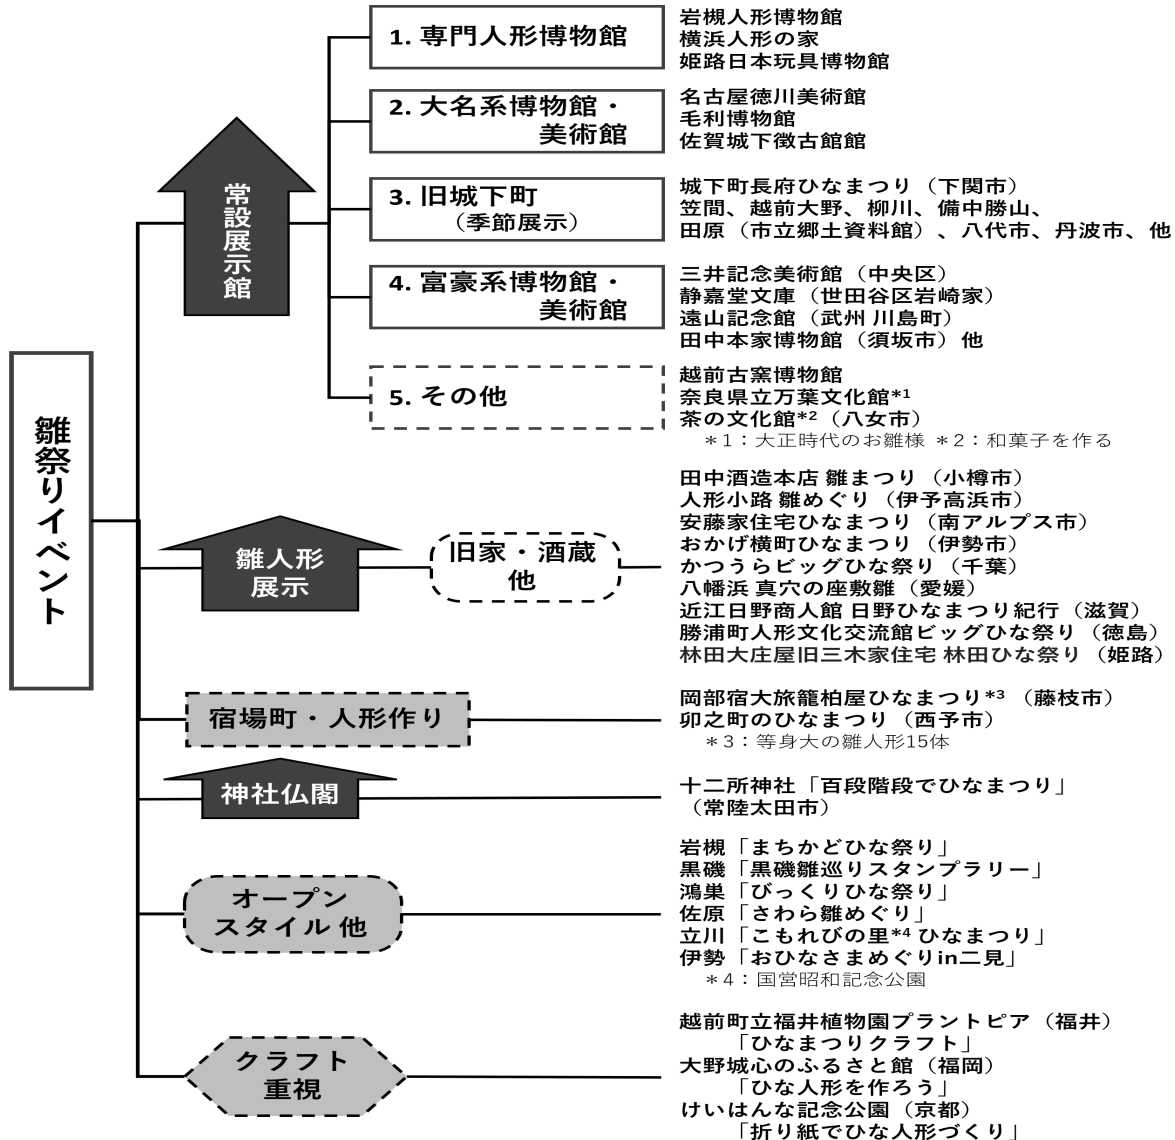 雛祭りイベント
常設展示館
1. 専門人形博物館
岩槻人形博物館
横浜人形の家
姫路日本玩具博物館
2. 大名系博物館・
美術館
名古屋徳川美術館
毛利博物館
佐賀城下徴古館館
3. 旧城下町
（季節展示）
城下町長府ひなまつり（下関市）
笠間、越前大野、柳川、備中勝山、
田原（市立郷土資料館）、八代市、丹波市、他
4. 富豪系博物館・
美術館
三井記念美術館（中央区）
静嘉堂文庫（世田谷区岩崎家）
遠山記念館（武州 川島町）
田中本家博物館（須坂市）他
5. その他
越前古窯博物館
奈良県立万葉文化館*1
茶の文化館*2（八女市）
＊1：大正時代のお雛様 ＊2：和菓子を作る
雛人形
展示
旧家・酒蔵
他
田中酒造本店 雛まつり（小樽市）
人形小路 雛めぐり（伊予高浜市）
安藤家住宅ひなまつり（南アルプス市）
おかげ横町ひなまつり（伊勢市）
かつうらビッグひな祭り（千葉）
八幡浜 真穴の座敷雛（愛媛）
近江日野商人館 日野ひなまつり紀行（滋賀）
勝浦町人形文化交流館ビッグひな祭り（徳島）
林田大庄屋旧三木家住宅 林田ひな祭り（姫路）
宿場町・人形作り
岡部宿大旅籠柏屋ひなまつり*3（藤枝市）
卯之町のひなまつり（西予市）
＊3：等身大の雛人形15体
神社仏閣
十二所神社「百段階段でひなまつり」
（常陸太田市）
オープン
スタイル 他
岩槻「まちかどひな祭り」
黒磯「黒磯雛巡りスタンプラリー」
鴻巣「びっくりひな祭り」
佐原「さわら雛めぐり」
立川「こもれびの里*4 ひなまつり」
伊勢「おひなさまめぐりin二見」
＊4：国営昭和記念公園
クラフト
重視
越前町立福井植物園プラントピア（福井）
「ひなまつりクラフト」
大野城心のふるさと館（福岡）
「ひな人形を作ろう」
けいはんな記念公園（京都）
「折り紙でひな人形づくり」